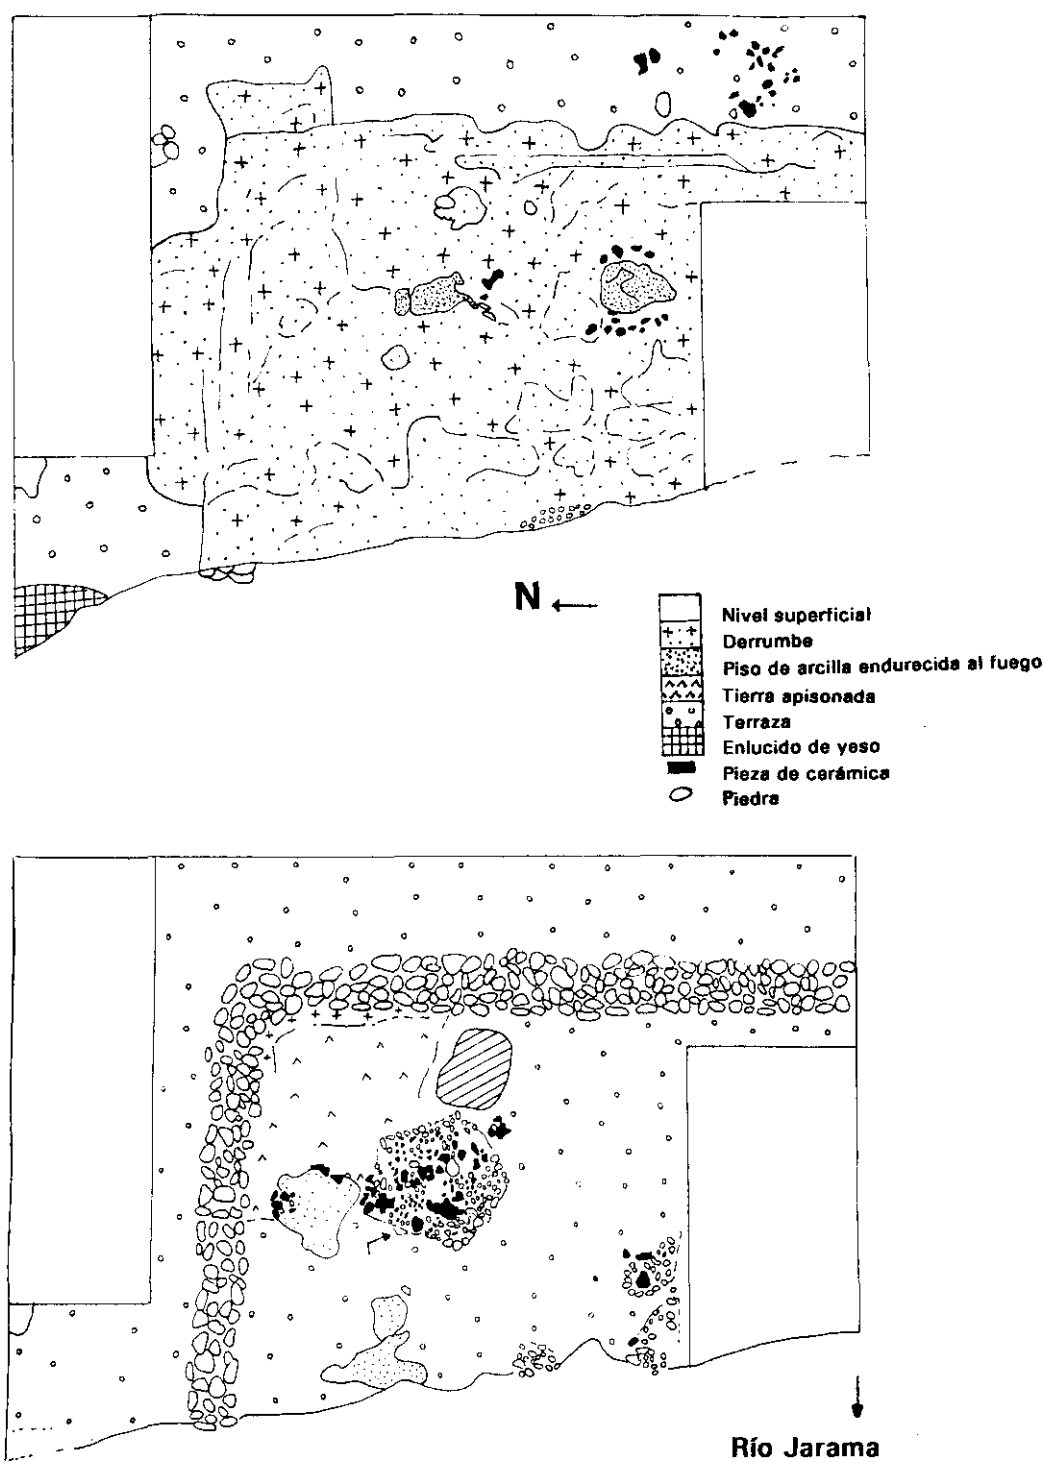 N
Nivel superficial
Derrumbe
Piso de arcilla endurecida al fuego
Tierra apisonada
Terraza
Enlucido de yeso
Pieza de cerámica
Piedra
Río Jarama